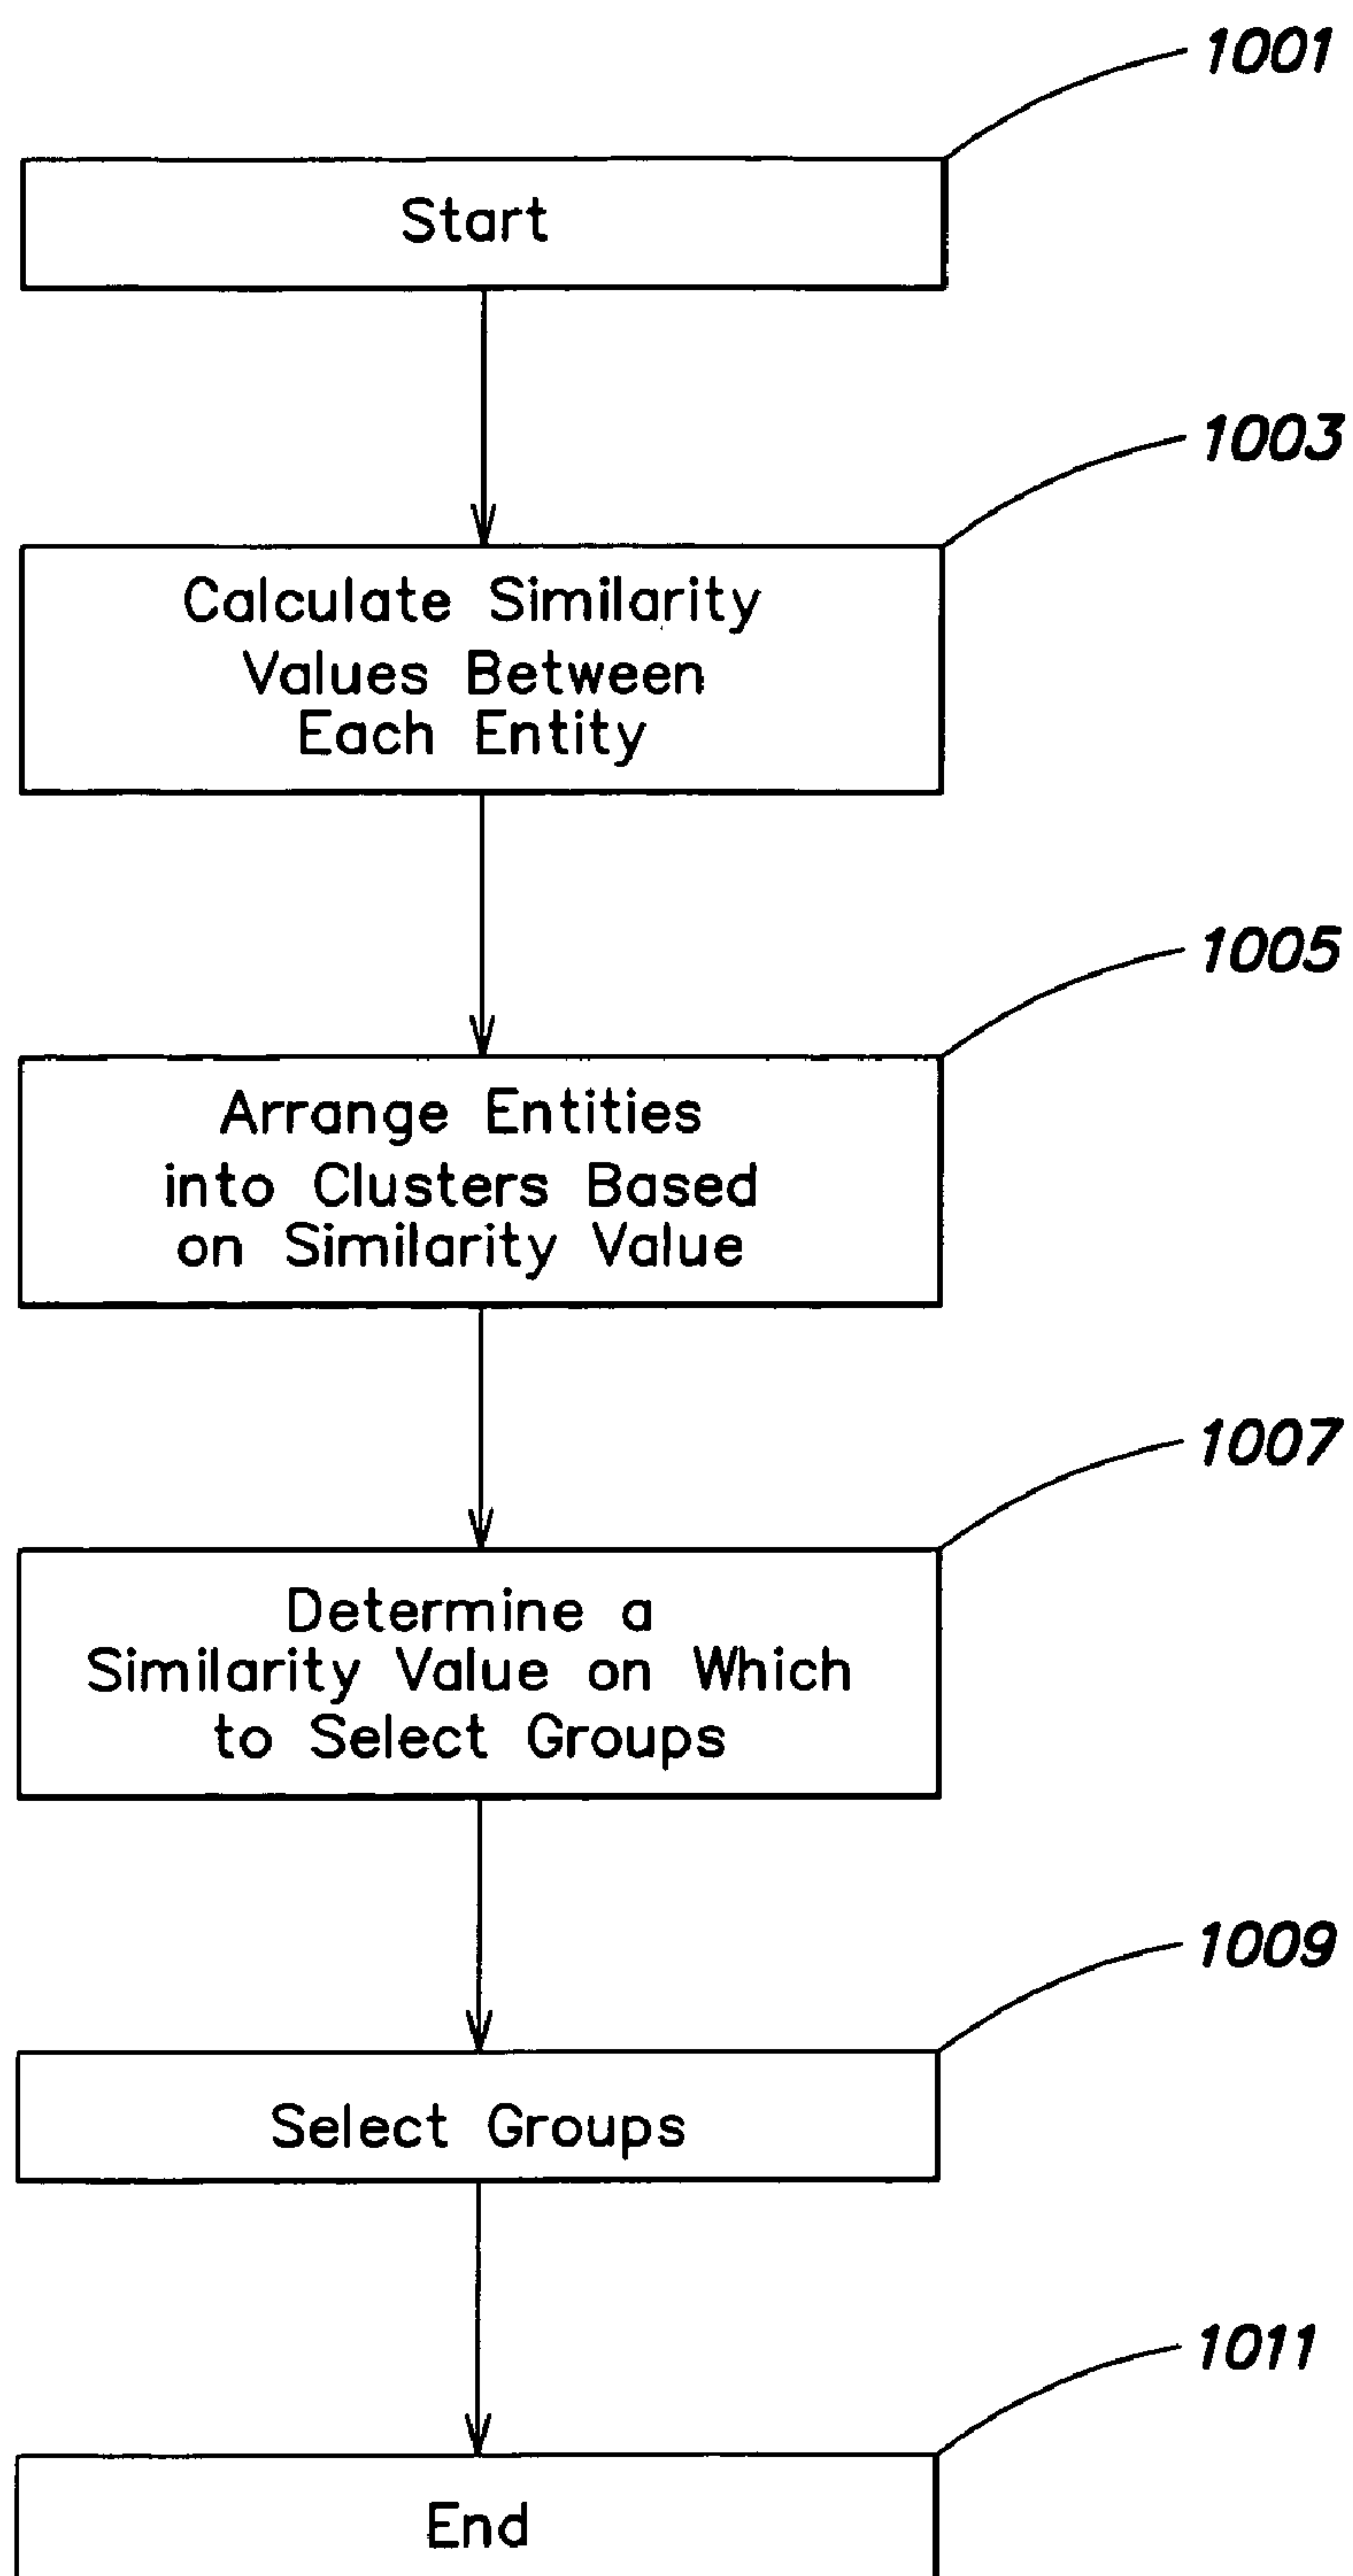 1001
Start
1003
Calculate Similarity
Values Between
Each Entity
1005
Arrange Entities
into Clusters Based
on Similarity Value
1007
Determine a
Similarity Value on Which
to Select Groups
1009
Select Groups
1011
End